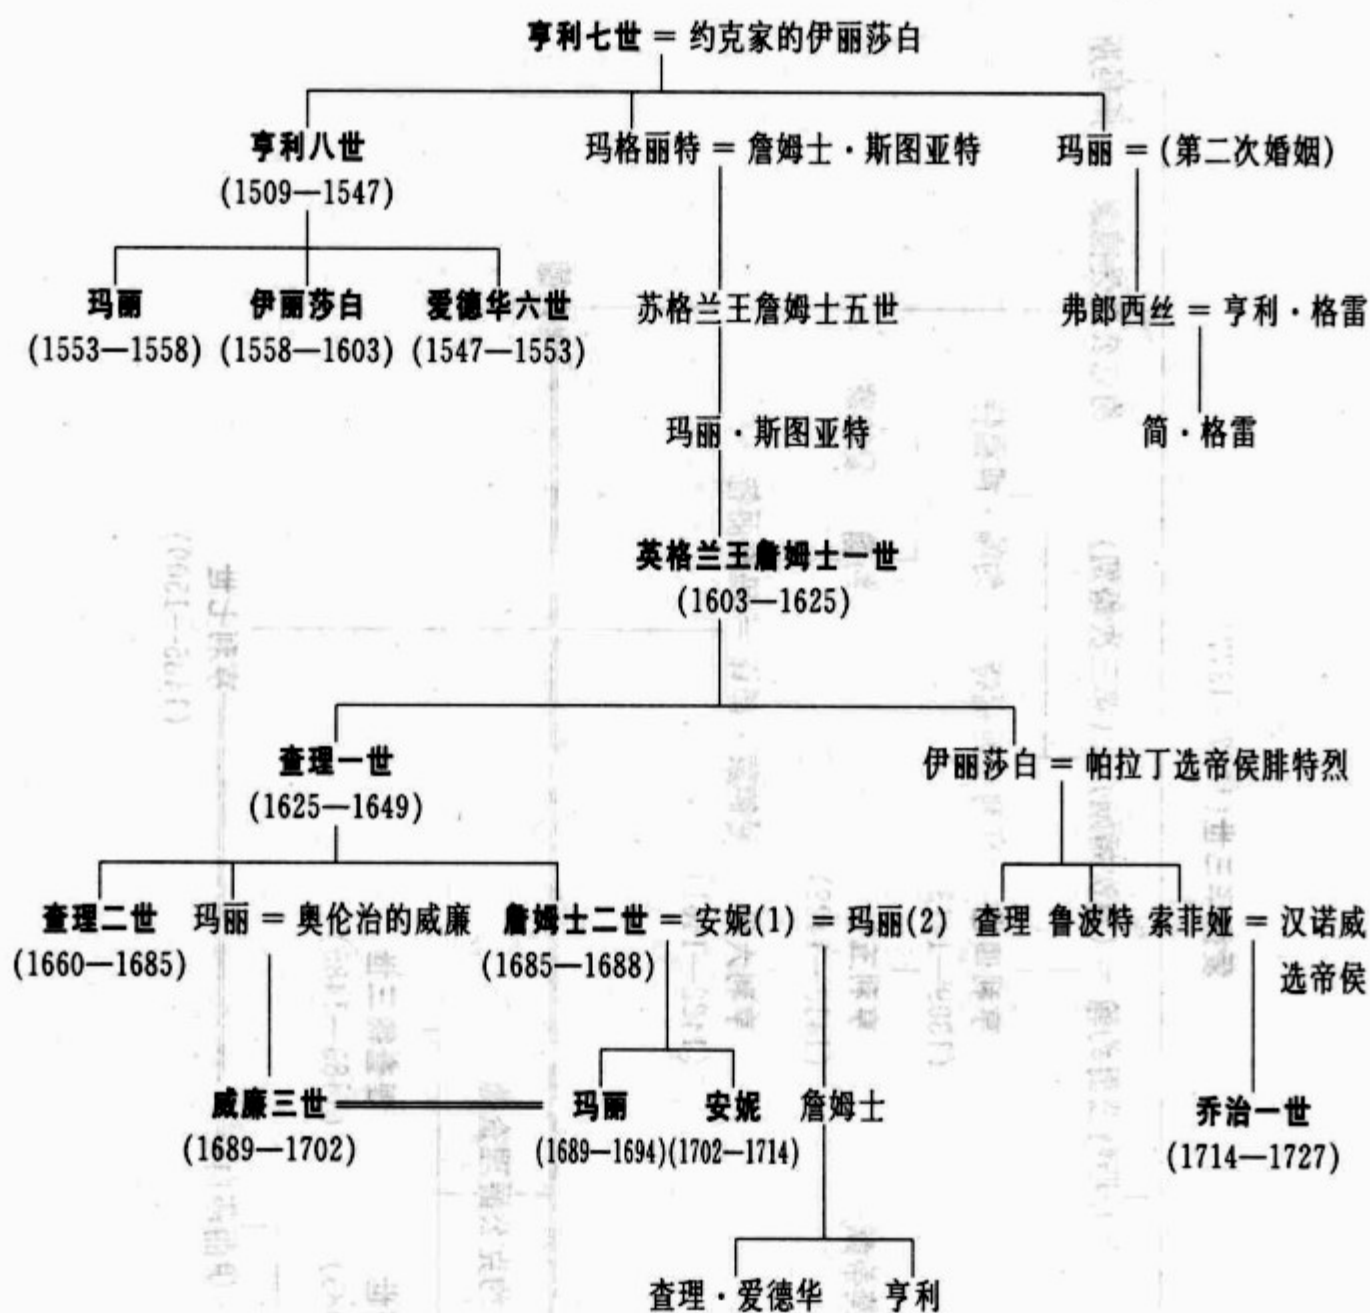 亨利七世 = 约克家的伊丽莎白
亨利八世 玛格丽特 = 詹姆士·斯图亚特 玛丽 = (第二次婚姻)
(1509—1547)
玛丽 伊丽莎白 爱德华六世 苏格兰王詹姆士五世 弗郎西丝 = 亨利·格雷
(1553—1558) (1558—1603) (1547—1553)
玛丽·斯图亚特 简·格雷
英格兰王詹姆士一世
(1603—1625)
查理一世 伊丽莎白 = 帕拉丁选帝侯腓特烈
(1625—1649)
查理二世 玛丽 = 奥伦治的威廉 詹姆士二世 = 安妮(1) = 玛丽(2) 查理 鲁波特 索菲娅 = 汉诺威
(1660—1685) (1685—1688) 选帝侯
威廉三世 玛丽 安妮 詹姆士 乔治一世
(1689—1702) (1689—1694) (1702—1714) (1714—1727)
查理·爱德华 亨利